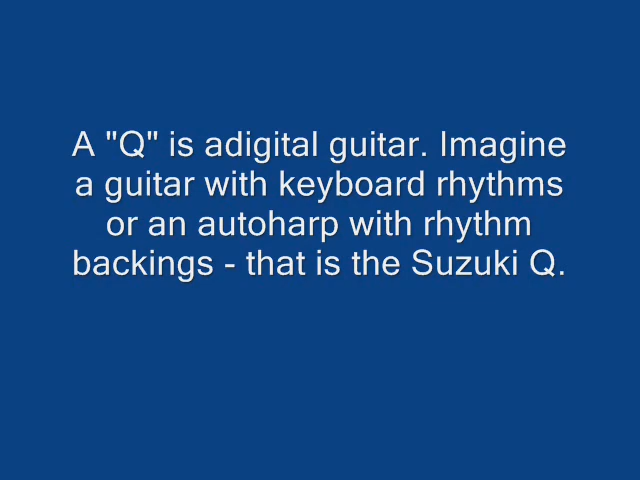 A "Q" is adigital guitar. Imagine
a guitar with keyboard rhythms
or an autoharp with rhythm
backings - that is the Suzuki Q.